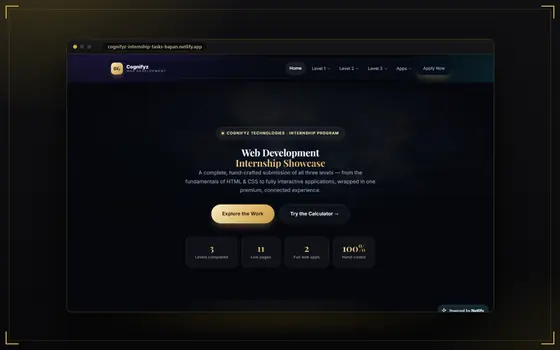 cognifyz-internship-tasks-bapan.netlify.app
Cognifyz
WEB DEVELOPMENT
Home Level 1 Level 2 Level 3 Apps Apply Now
COGNIFYZ TECHNOLOGIES · INTERNSHIP PROGRAM
Web Development
Internship Showcase
A complete, hand-crafted submission of all three levels — from the
fundamentals of HTML & CSS to fully interactive applications, wrapped in one
premium, connected experience.
Explore the Work Try the Calculator →
3 11 2 100%
Levels completed Live pages Full web apps Hand-coded
Powered by Netlify